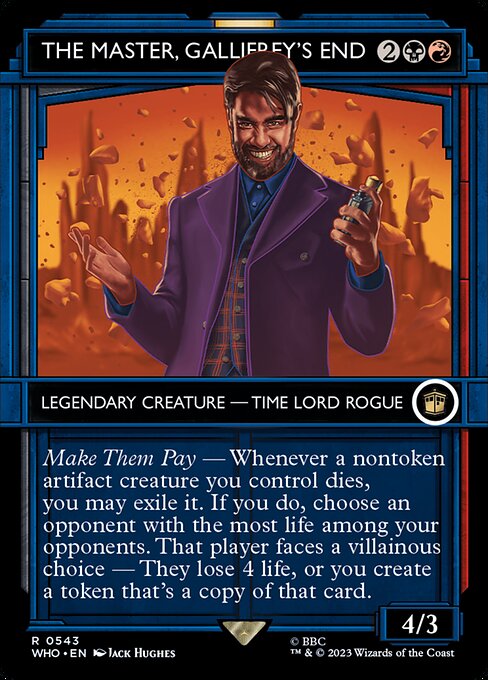 THE MASTER, GALLIFREY'S END 2
LEGENDARY CREATURE — TIME LORD ROGUE
Make Them Pay — Whenever a nontoken
artifact creature you control dies,
you may exile it. If you do, choose an
opponent with the most life among your
opponents. That player faces a villainous
choice — They lose 4 life, or you create
a token that's a copy of that card.
4/3
R 0543
WHO • EN Jack Hughes
© BBC
™ & © 2023 Wizards of the Coast